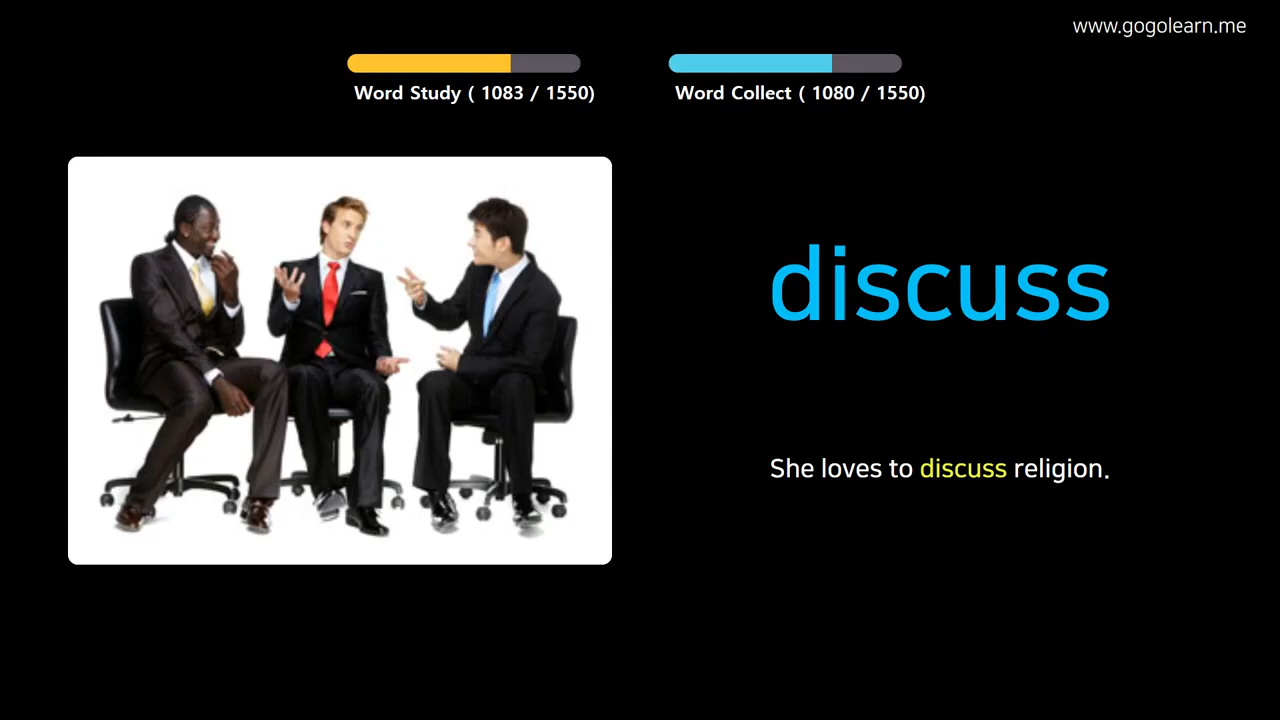 www.gogolearn.me
Word Study ( 1083 / 1550)
Word Collect ( 1080 / 1550)
discuss
She loves to discuss religion.